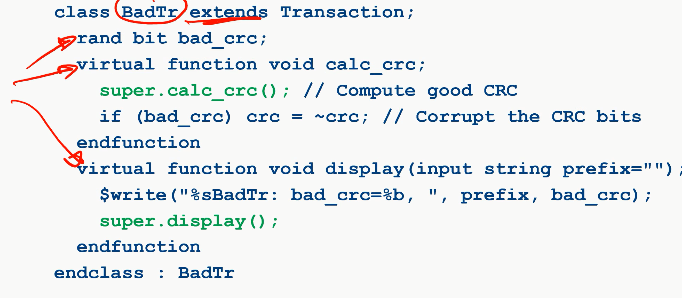 class BadTr extends Transaction;
rand bit bad_crc;
virtual function void calc_crc;
super.calc_crc(); // Compute good CRC
if (bad_crc) crc = ~crc; // Corrupt the CRC bits
endfunction
virtual function void display(input string prefix="");
$write("%sBadTr: bad_crc=%b, ", prefix, bad_crc);
super.display();
endfunction
endclass : BadTr